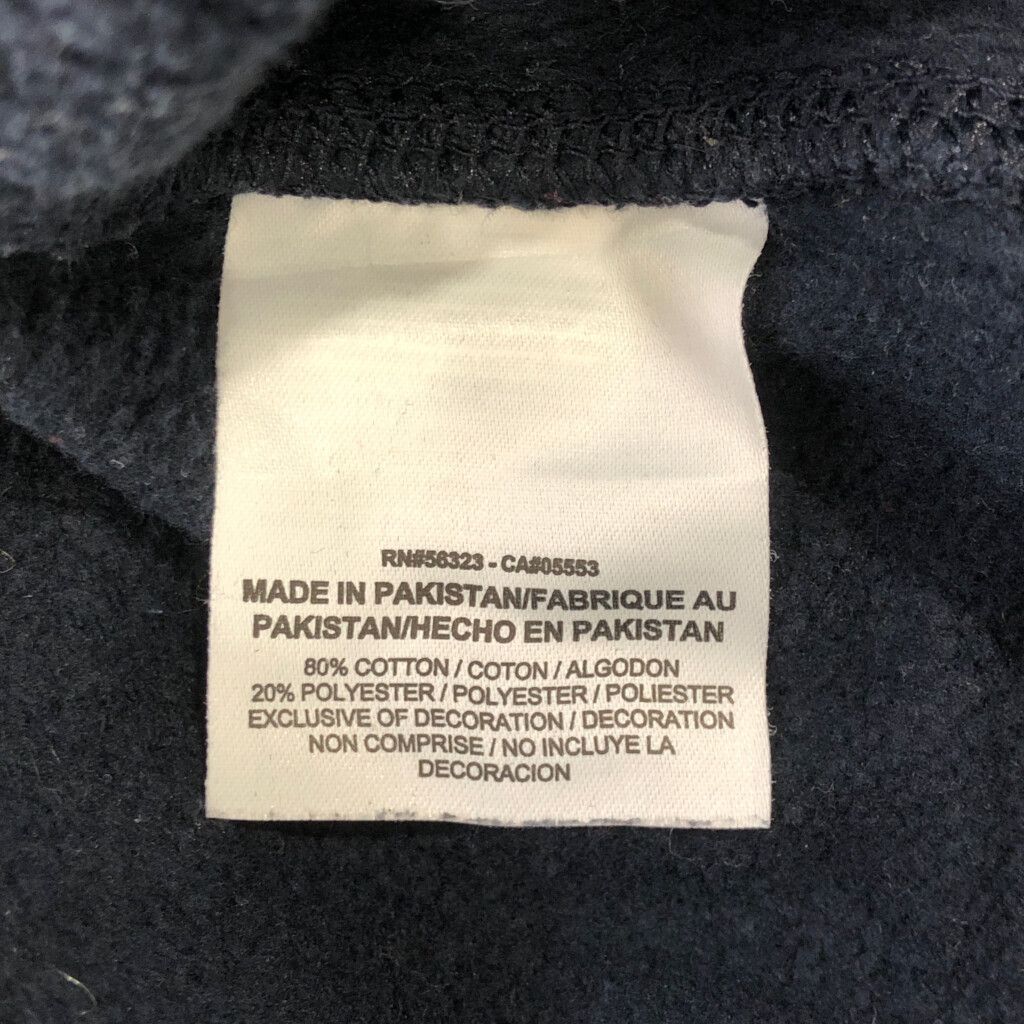 RN#56323 - CA#05553
MADE IN PAKISTAN/FABRIQUE AU
PAKISTAN/HECHO EN PAKISTAN
80% COTTON / COTON / ALGODON
20% POLYESTER / POLYESTER / POLIESTER
EXCLUSIVE OF DECORATION / DECORATION
NON COMPRISE / NO INCLUYE LA
DECORACION